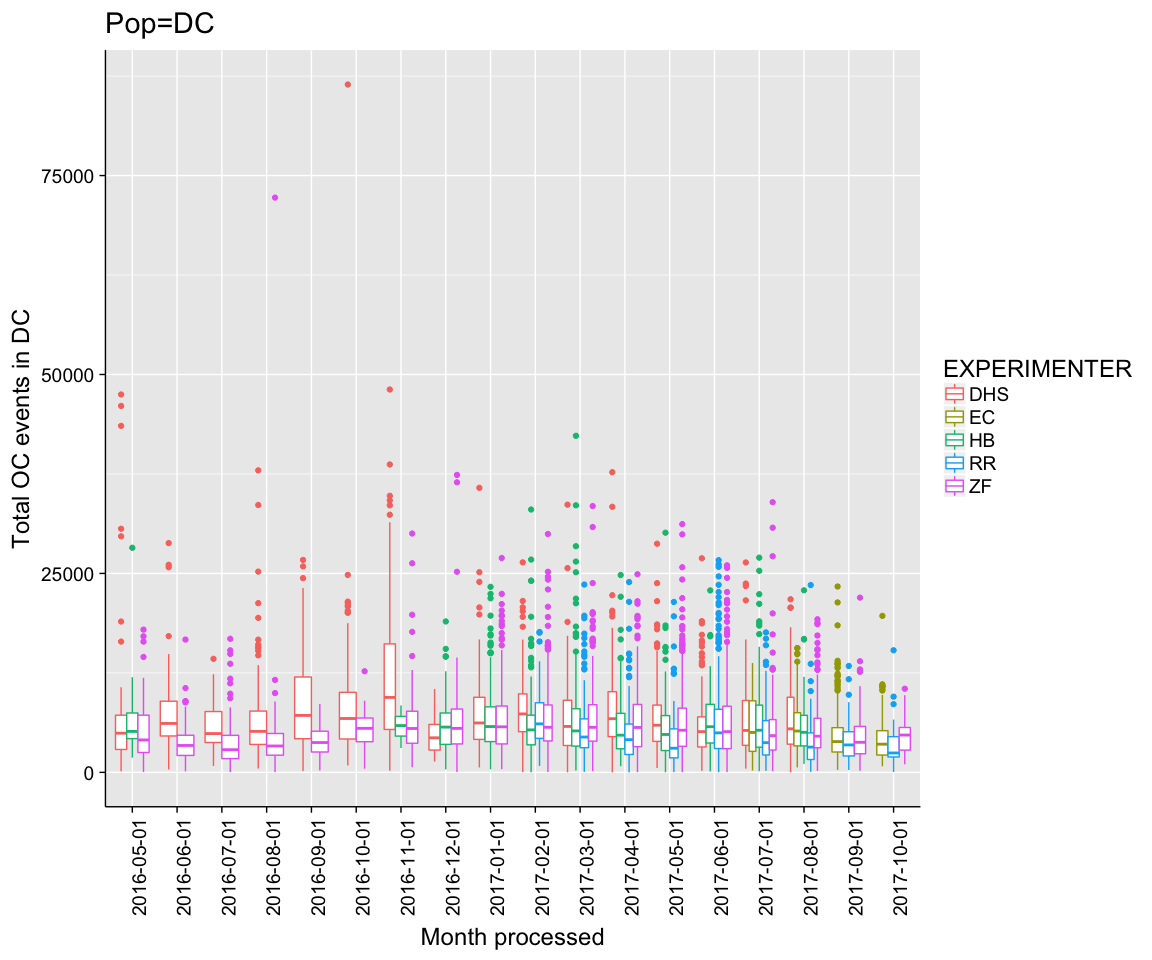 Pop=DC
Total OC events in DC
75000
50000
25000
0
2016-05-01
2016-06-01
2016-07-01
2016-08-01
2016-09-01
2016-10-01
2016-11-01
2016-12-01
2017-01-01
2017-02-01
2017-03-01
2017-04-01
2017-05-01
2017-06-01
2017-07-01
2017-08-01
2017-09-01
2017-10-01
Month processed
EXPERIMENTER
DHS
EC
HB
RR
ZF